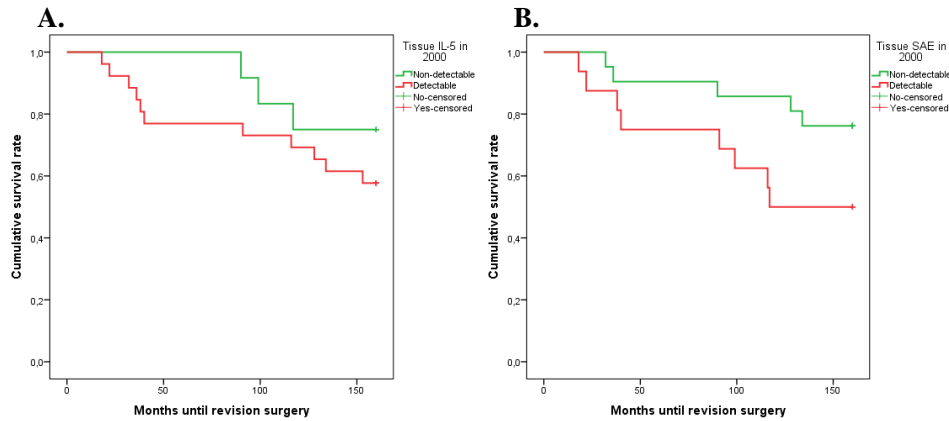 A.
Tissue IL-5 in
2000
Non-detectable
Detectable
No-censored
Yes-censored
1,0
0,8
0,6
0,4
0,2
0,0
Cumulative survival rate
0
50
100
150
Months until revision surgery
B.
Tissue SAE in
2000
Non-detectable
Detectable
No-censored
Yes-censored
1,0
0,8
0,6
0,4
0,2
0,0
Cumulative survival rate
0
50
100
150
Months until revision surgery